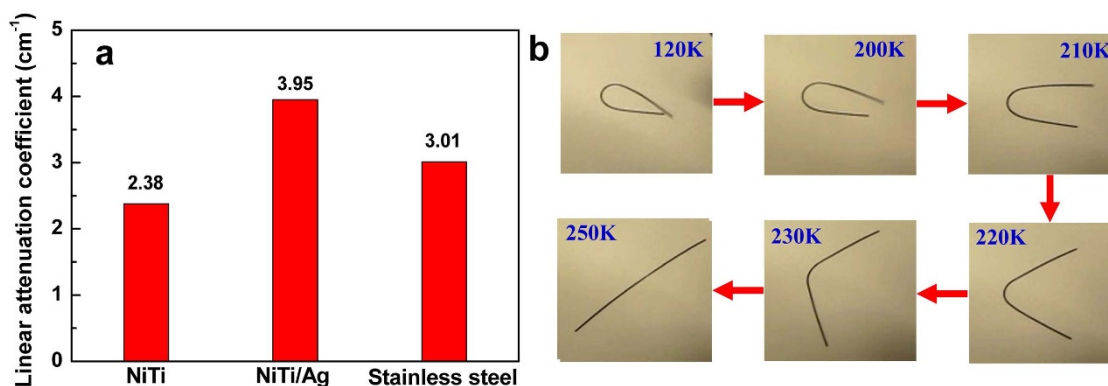 a
Linear attenuation coefficient (cm⁻¹)
5
4
3
2
1
0
2.38
3.95
3.01
NiTi
NiTi/Ag
Stainless steel
b
120K
200K
210K
250K
230K
220K